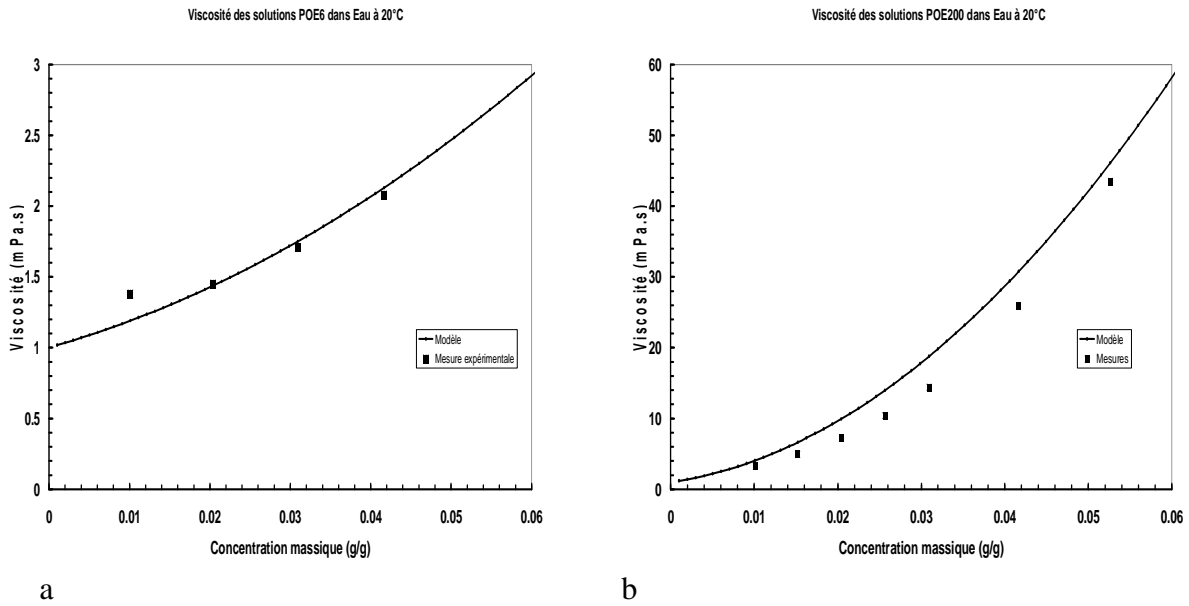 Viscosité des solutions POE6 dans Eau à 20°C
3
2.5
2
1.5
1
0.5
0
Viscosité (mPa.s)
Modèle
Mesure expérimentale
0 0.01 0.02 0.03 0.04 0.05 0.06
Concentration massique (g/g)
a
Viscosité des solutions POE200 dans Eau à 20°C
60
50
40
30
20
10
0
Viscosité (mPa.s)
Modèle
Mesures
0 0.01 0.02 0.03 0.04 0.05 0.06
Concentration massique (g/g)
b